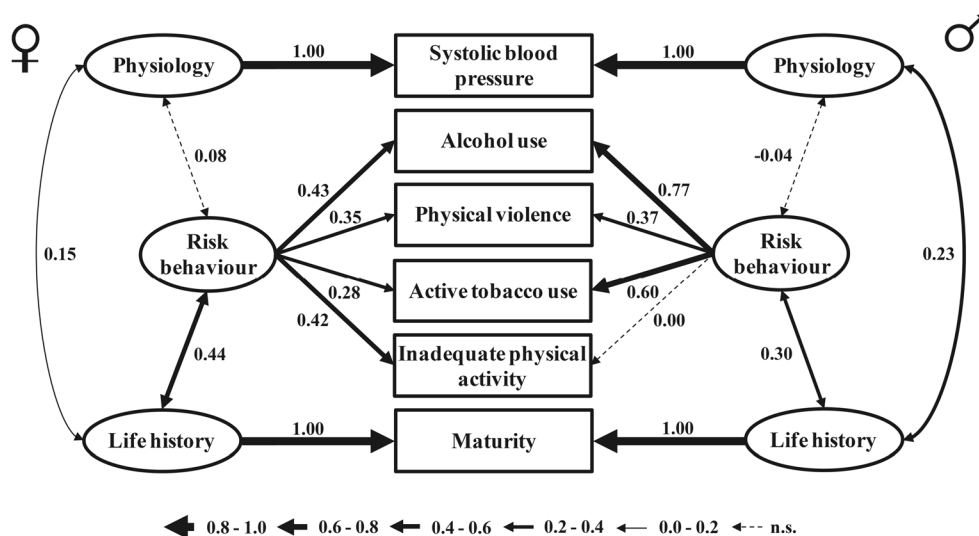 ♀
♂
Physiology
1.00
Systolic blood
pressure
1.00
Physiology
Alcohol use
0.08
-0.04
0.43
0.77
0.35
Physical violence
0.37
Risk
behaviour
Risk
behaviour
0.15
0.23
0.28
Active tobacco use
0.60
0.42
0.00
0.44
Inadequate physical
activity
0.30
Life history
1.00
Maturity
1.00
Life history
0.8 - 1.0
0.6 - 0.8
0.4 - 0.6
0.2 - 0.4
0.0 - 0.2
n.s.